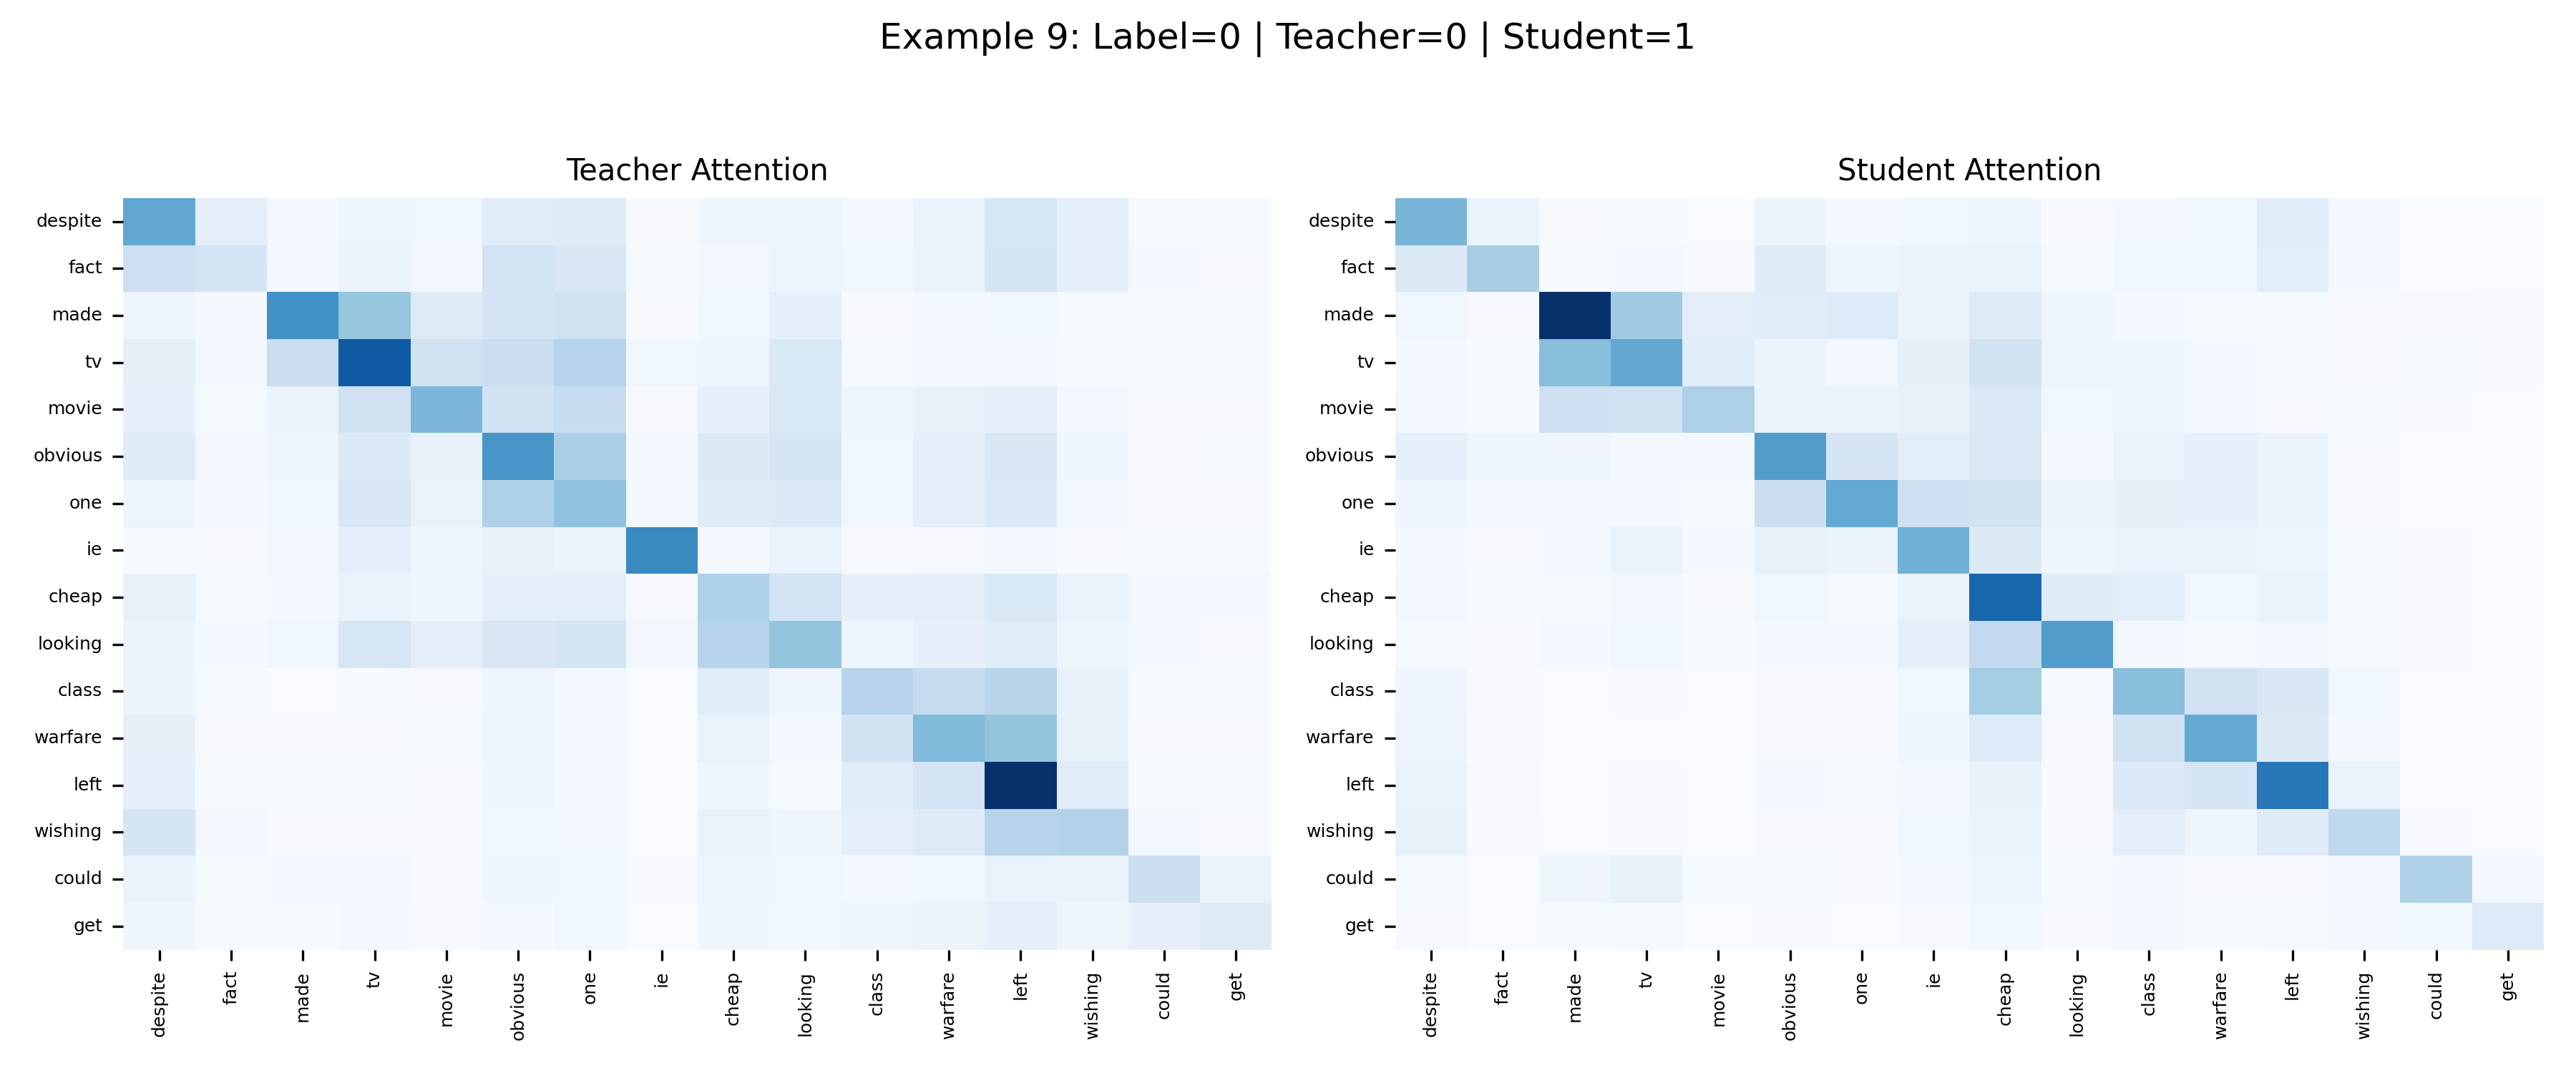 Example 9: Label=0 | Teacher=0 | Student=1
Teacher Attention
despite
fact
made
tv
movie
obvious
one
ie
cheap
looking
class
warfare
left
wishing
could
get
despite
fact
made
tv
movie
obvious
one
ie
cheap
looking
class
warfare
left
wishing
could
get
Student Attention
despite
fact
made
tv
movie
obvious
one
ie
cheap
looking
class
warfare
left
wishing
could
get
despite
fact
made
tv
movie
obvious
one
ie
cheap
looking
class
warfare
left
wishing
could
get